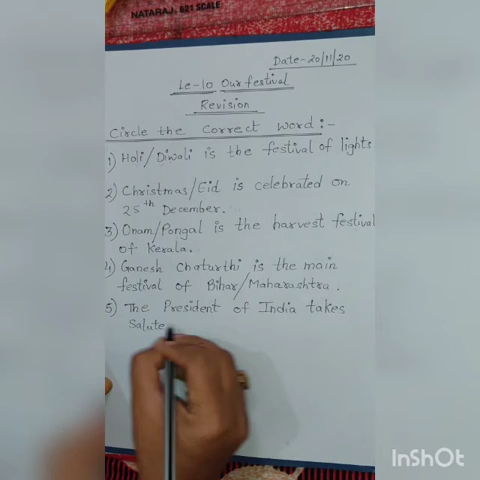 NATARAJ, 621 SCALE
Date-20/11/20
Le-10 Our festival
Revision
Circle the Correct Word:-
1) Holi/Diwali is the festival of lights
2) Christmas/Eid is celebrated on
25th December.
3) Onam/Pongal is the harvest festival
of Kerala.
4) Ganesh Chaturthi is the main
festival of Bihar/Maharashtra.
5) The President of India takes
Salute
INSHOT